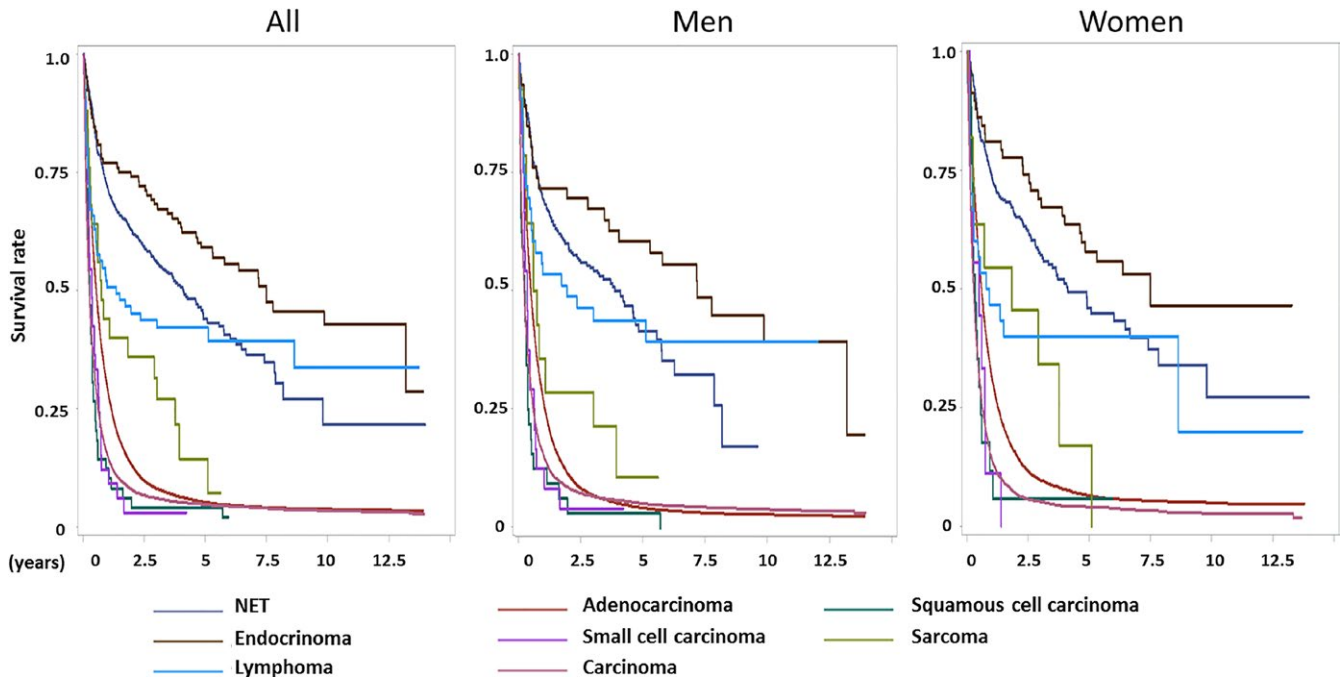 All Men Women
Survival rate
1.0 1.0 1.0
0.75 0.75 0.75
0.5 0.5 0.5
0.25 0.25 0.25
0 0 0
(years) 0 2.5 5 7.5 10 12.5 0 2.5 5 7.5 10 12.5 0 2.5 5 7.5 10 12.5
NET Adenocarcinoma Squamous cell carcinoma
Endocrinoma Small cell carcinoma Sarcoma
Lymphoma Carcinoma